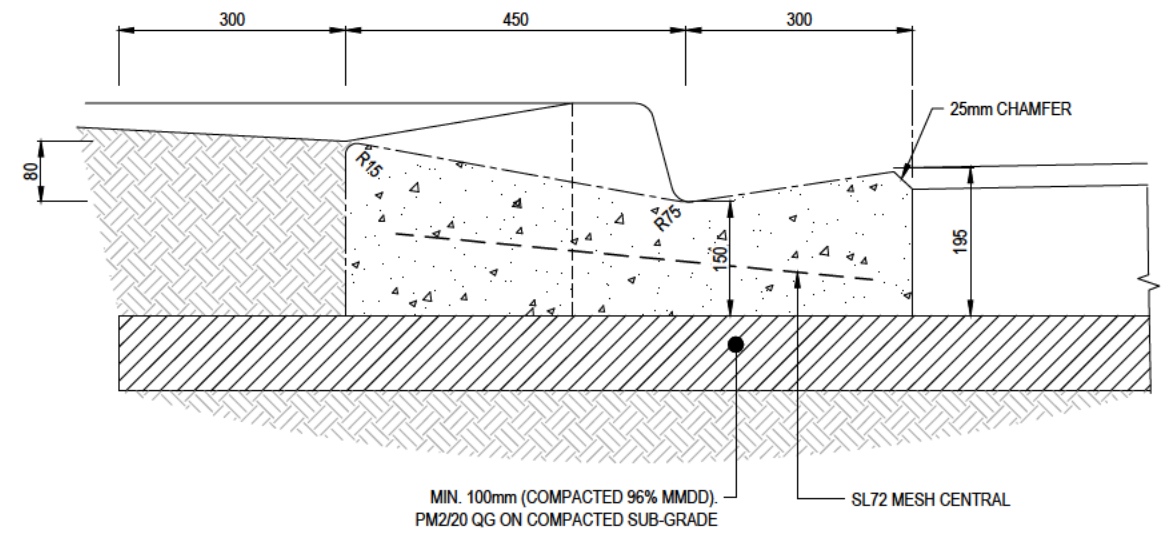 300
450
300
25mm CHAMFER
80
R15
R75
150
195
MIN. 100mm (COMPACTED 96% MMDD).
PM2/20 QG ON COMPACTED SUB-GRADE
SL72 MESH CENTRAL